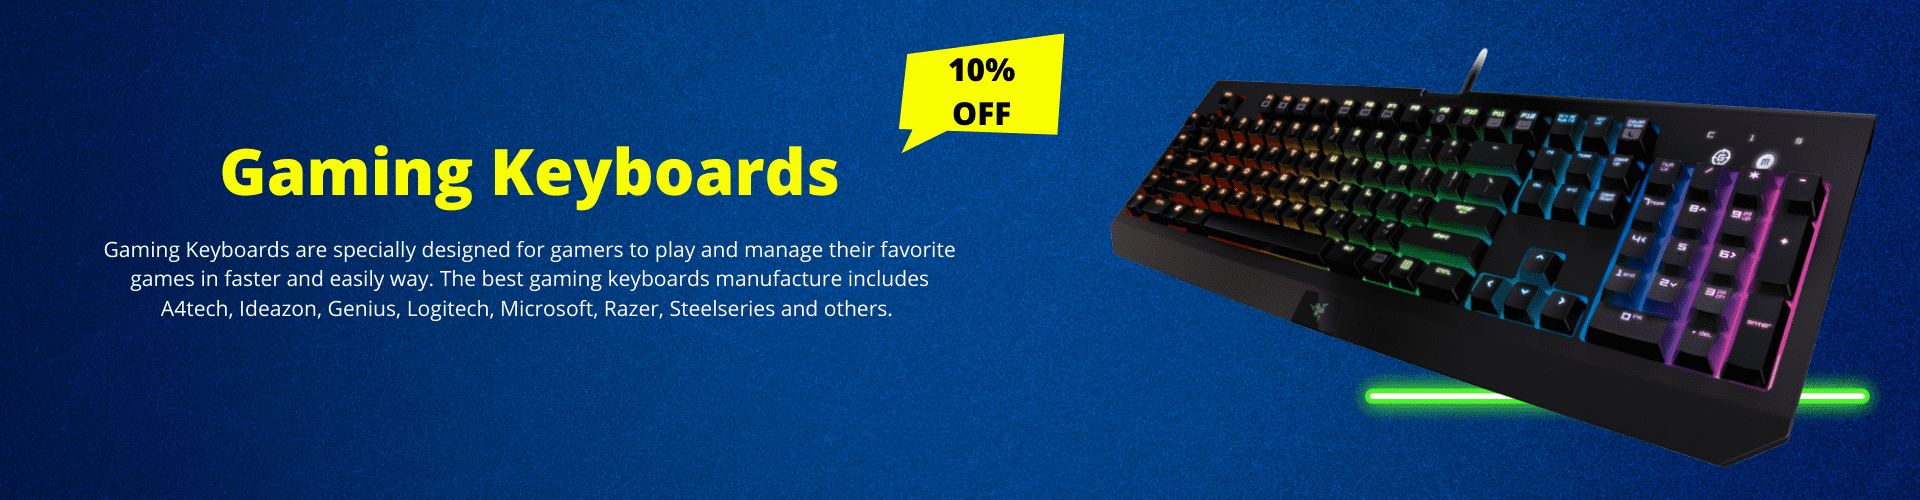 10%
OFF
Gaming Keyboards
Gaming Keyboards are specially designed for gamers to play and manage their favorite
games in faster and easily way. The best gaming keyboards manufacture includes
A4tech, Ideazon, Genius, Logitech, Microsoft, Razer, Steelseries and others.